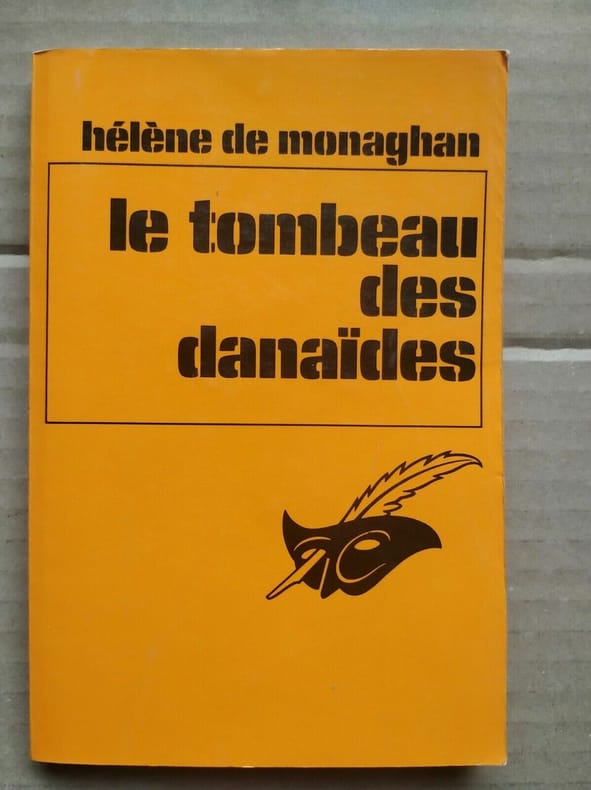 hélène de monaghan
le tombeau
des
danaïdes